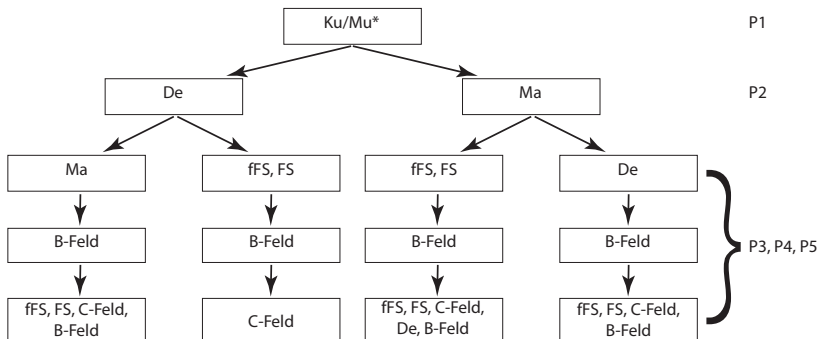 Ku/Mu*
P1
De
Ma
P2
Ma
fFS, FS
fFS, FS
De
B-Feld
B-Feld
B-Feld
B-Feld
P3, P4, P5
fFS, FS, C-Feld,
B-Feld
C-Feld
fFS, FS, C-Feld,
De, B-Feld
fFS, FS, C-Feld,
B-Feld